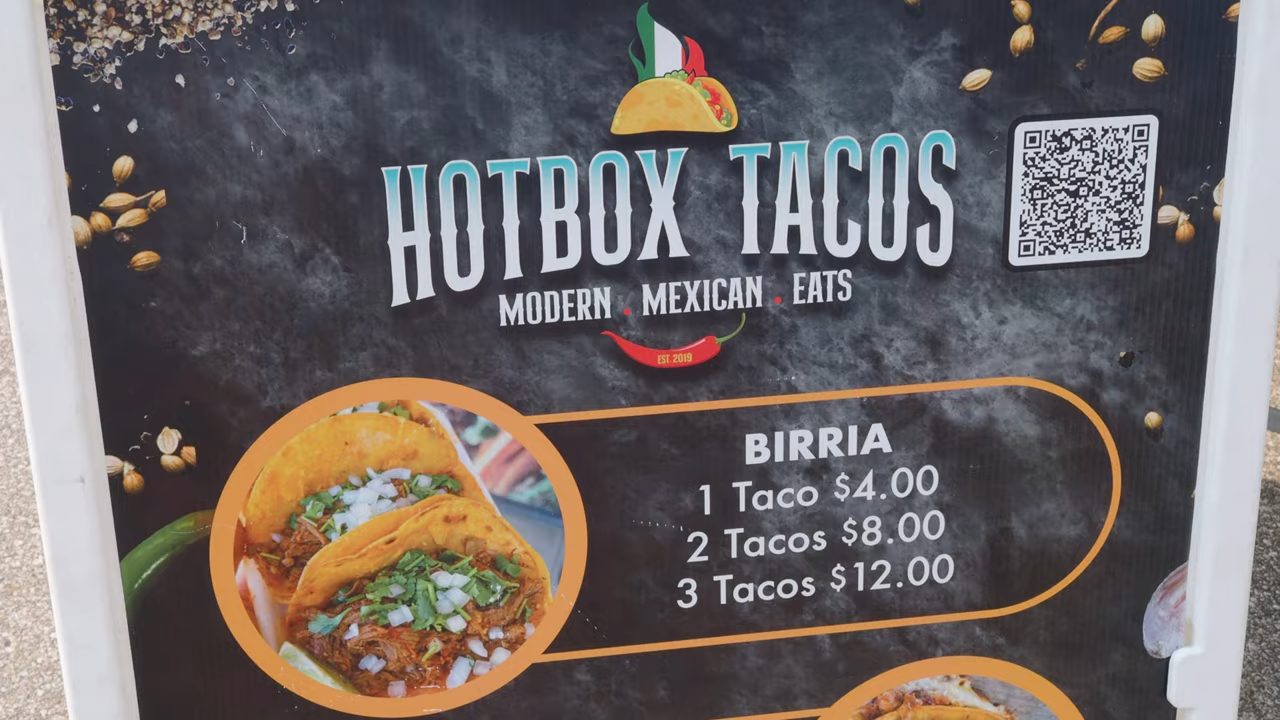 HOTBOX TACOS
MODERN . MEXICAN . EATS
EST 2019
BIRRIA
1 Taco $4.00
2 Tacos $8.00
3 Tacos $12.00